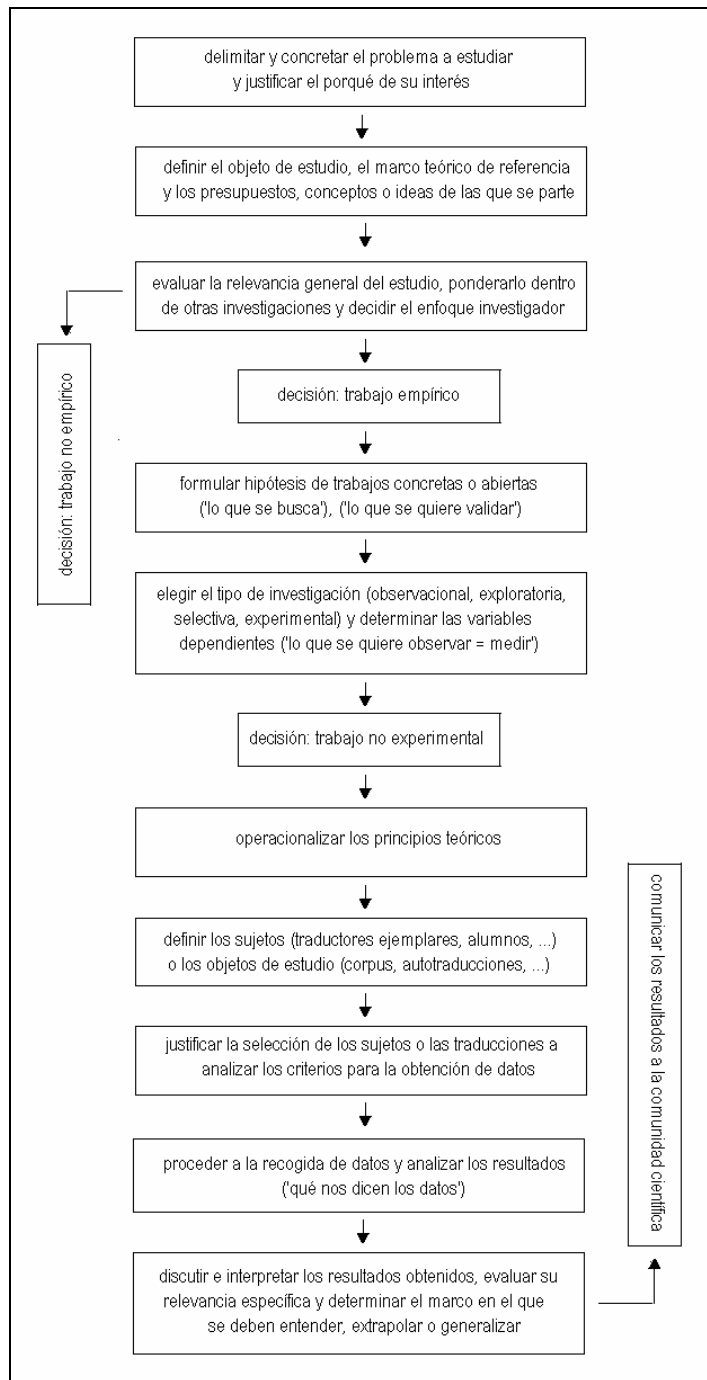 delimitar y concretar el problema a estudiar
y justificar el porqué de su interés
definir el objeto de estudio, el marco teórico de referencia
y los presupuestos, conceptos o ideas de las que se parte
evaluar la relevancia general del estudio, ponderarlo dentro
de otras investigaciones y decidir el enfoque investigador
decisión: trabajo no empírico
decisión: trabajo empírico
formular hipótesis de trabajos concretas o abiertas
('lo que se busca'), ('lo que se quiere validar')
elegir el tipo de investigación (observacional, exploratoria,
selectiva, experimental) y determinar las variables
dependientes ('lo que se quiere observar = medir')
decisión: trabajo no experimental
operacionalizar los principios teóricos
definir los sujetos (traductores ejemplares, alumnos, ...)
o los objetos de estudio (corpus, autotraducciones, ...)
justificar la selección de los sujetos o las traducciones a
analizar los criterios para la obtención de datos
proceder a la recogida de datos y analizar los resultados
('qué nos dicen los datos')
discutir e interpretar los resultados obtenidos, evaluar su
relevancia específica y determinar el marco en el que
se deben entender, extrapolar o generalizar
comunicar los resultados a la comunidad científica